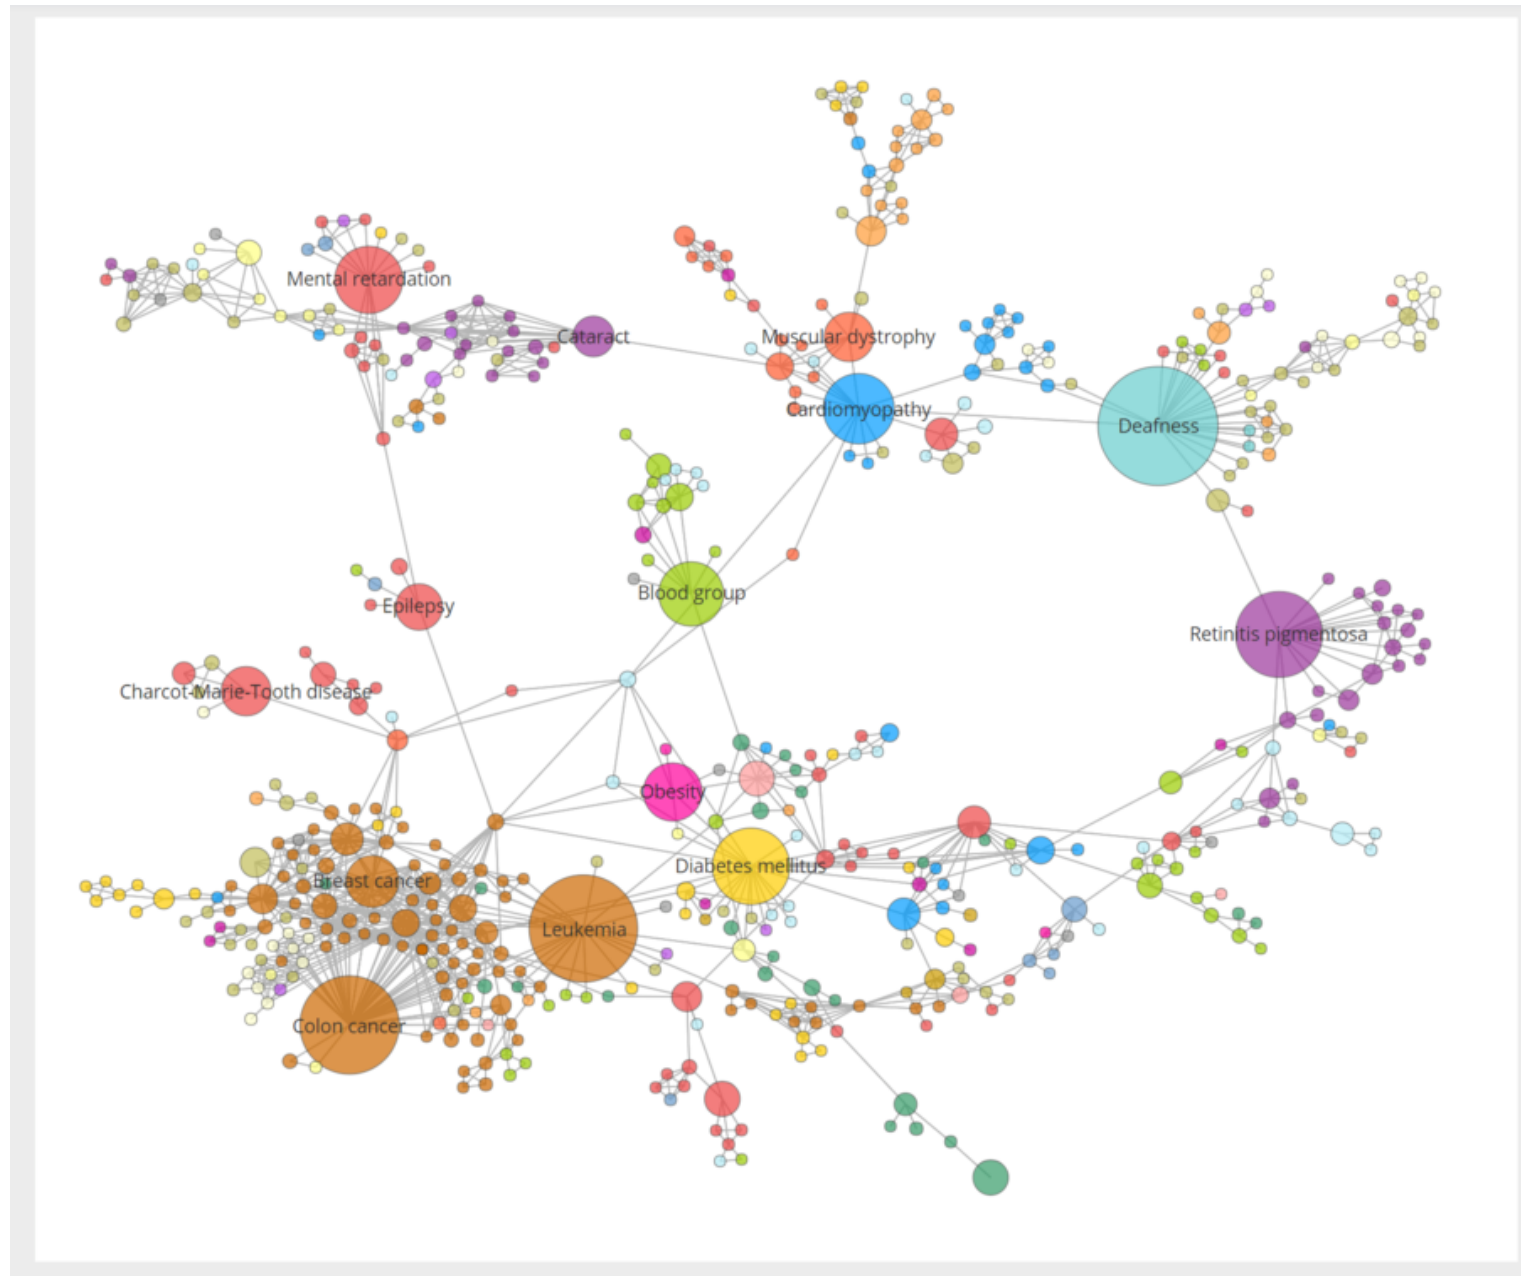 Mental retardation
Cataract
Muscular dystrophy
Cardiomyopathy
Deafness
Blood group
Epilepsy
Retinitis pigmentosa
Charcot-Marie-Tooth disease
Obesity
Diabetes mellitus
Breast cancer
Leukemia
Colon cancer